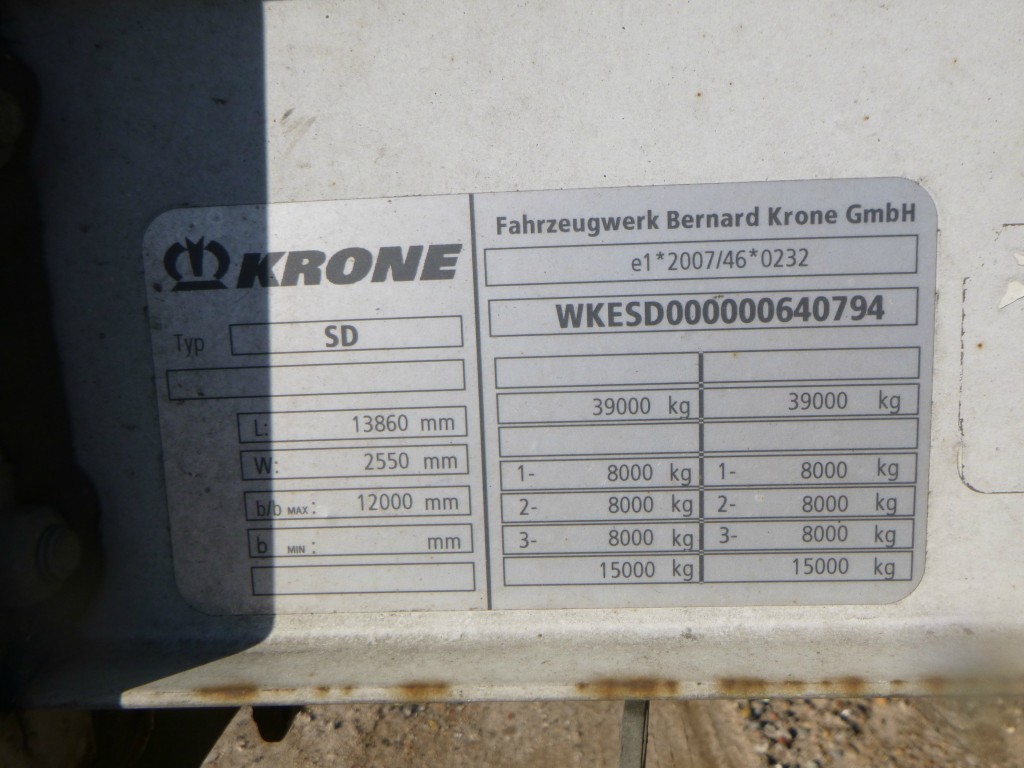 KRONE
Typ SD
L: 13860 mm
W: 2550 mm
b/b MAX: 12000 mm
b MIN: mm
Fahrzeugwerk Bernard Krone GmbH
e1*2007/46*0232
WKESD000000640794
39000 kg 39000 kg
1- 8000 kg 1- 8000 kg
2- 8000 kg 2- 8000 kg
3- 8000 kg 3- 8000 kg
15000 kg 15000 kg